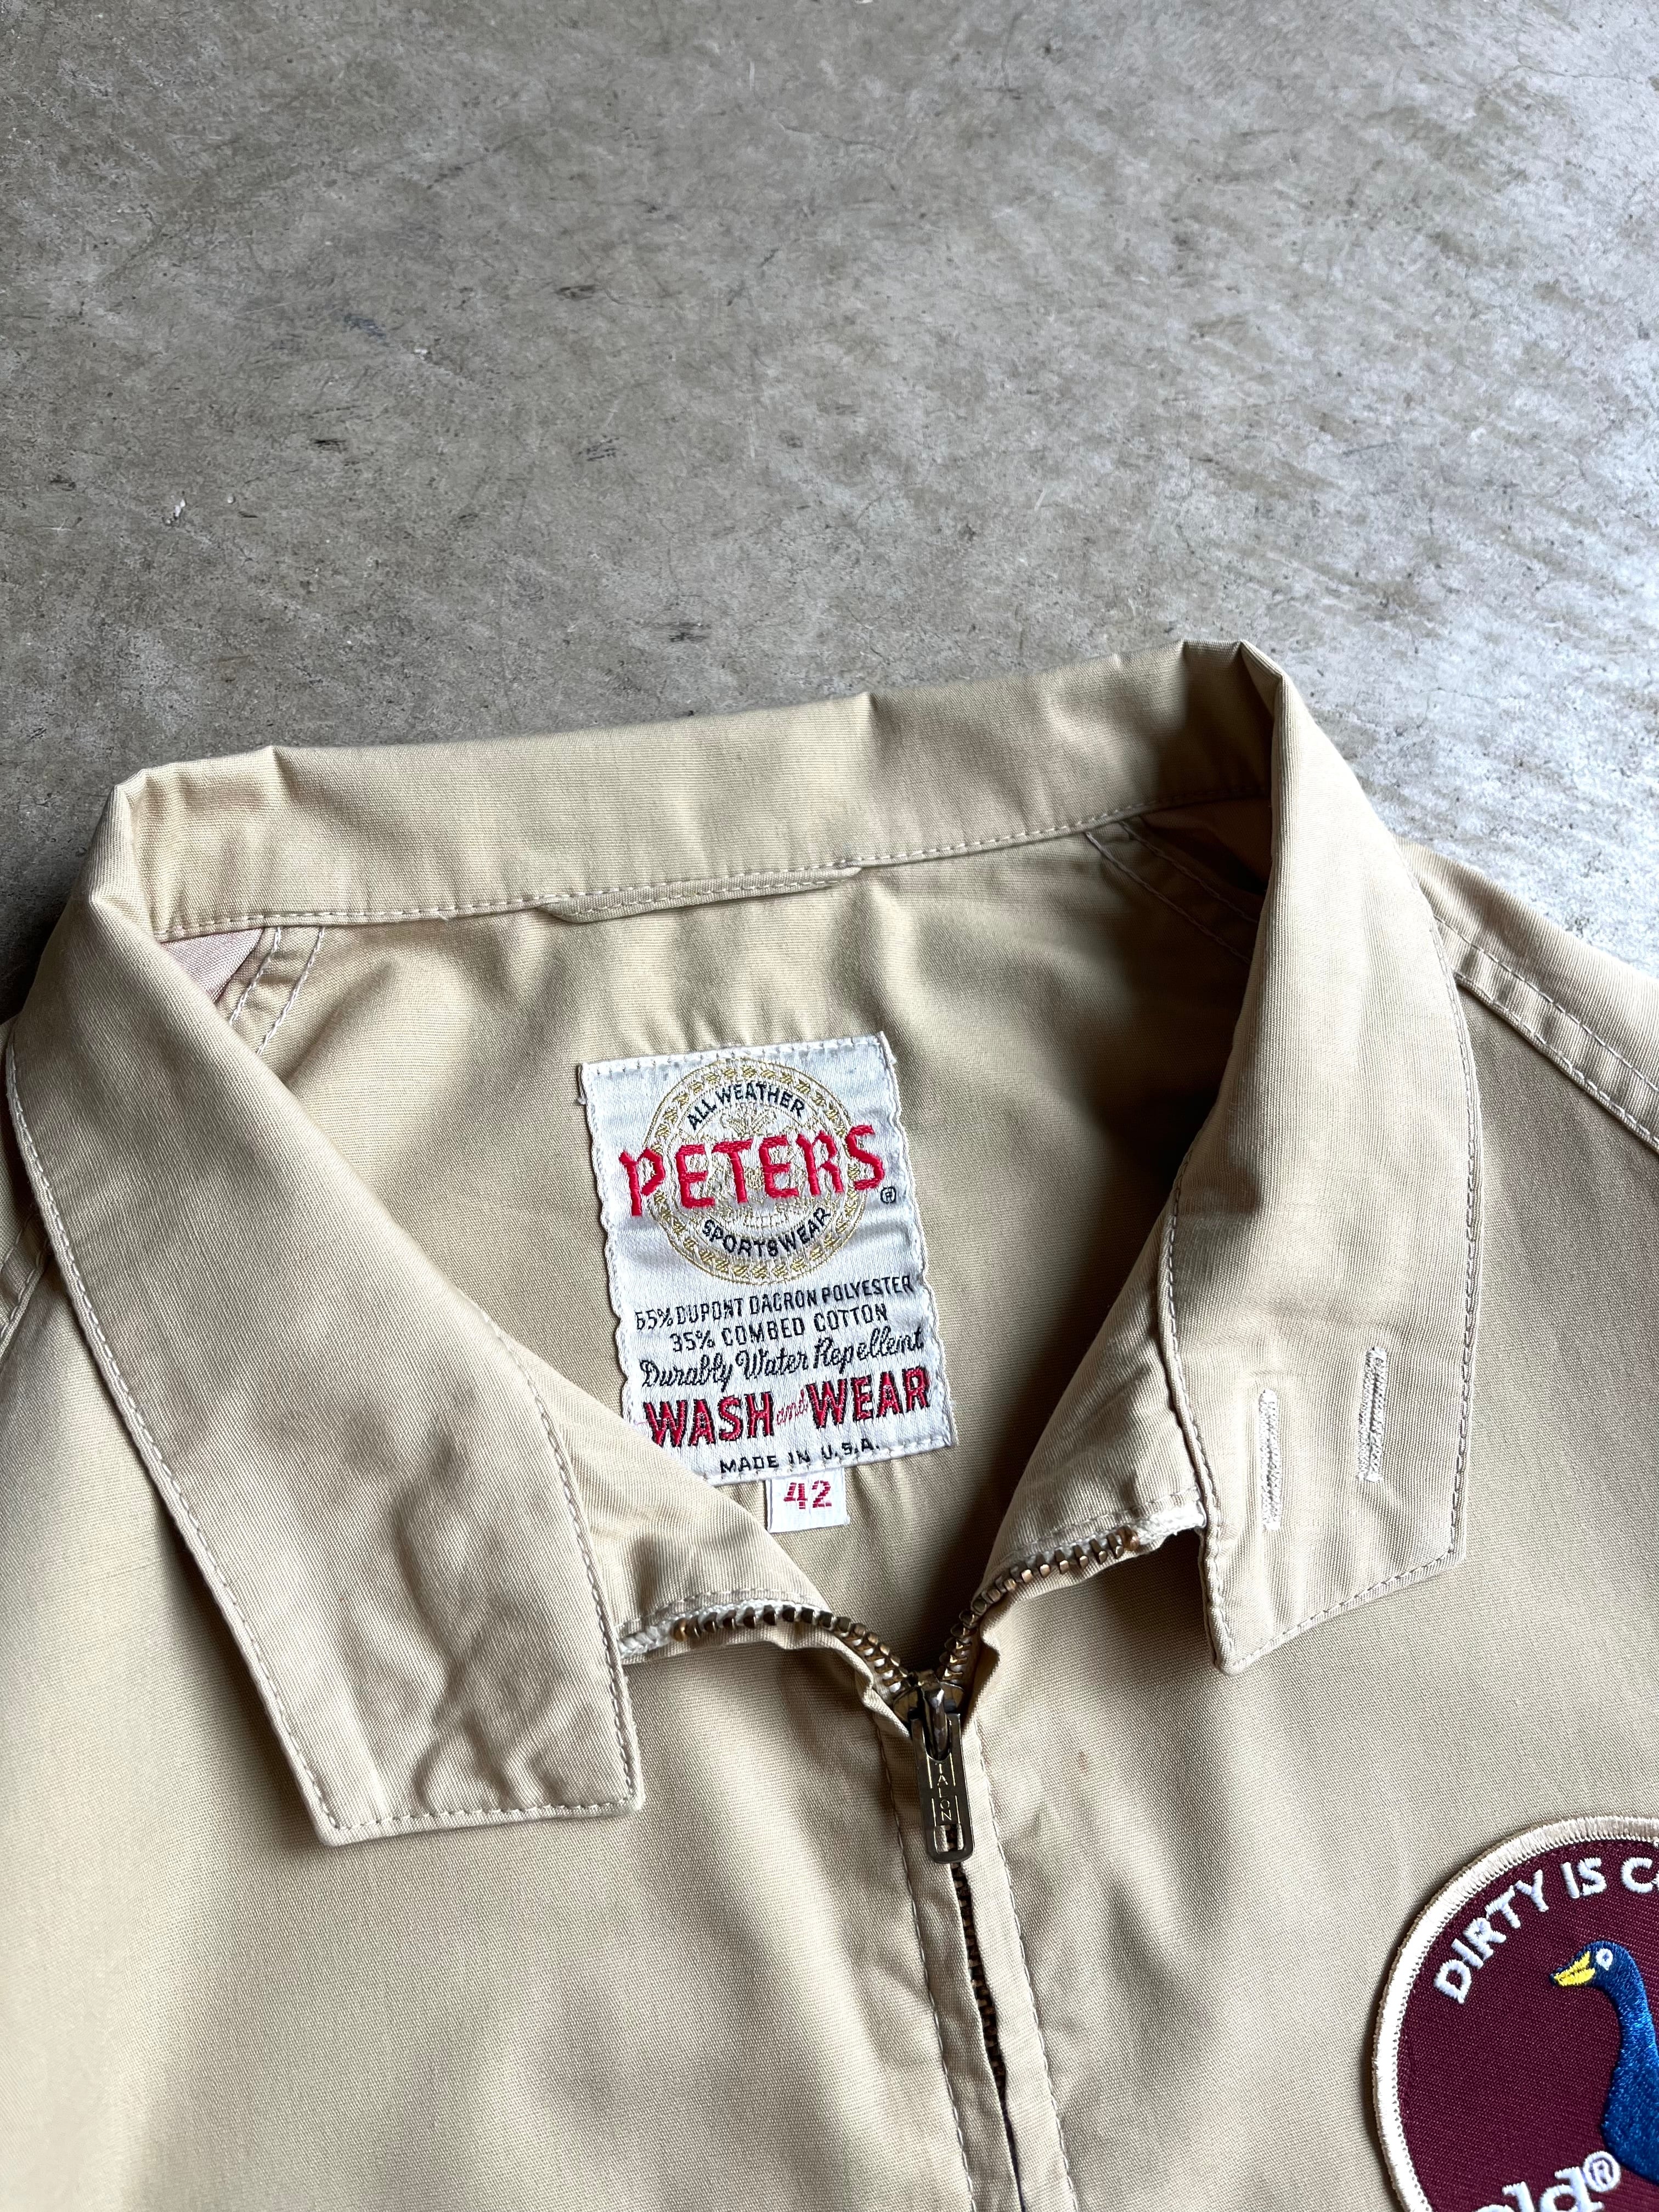 ALL WEATHER
PETERS®
SPORTSWEAR
65% DUPONT DACRON POLYESTER
35% COMBED COTTON
Durably Water Repellent
WASH and WEAR
MADE IN U.S.A.
42
TALON
DIRTY IS